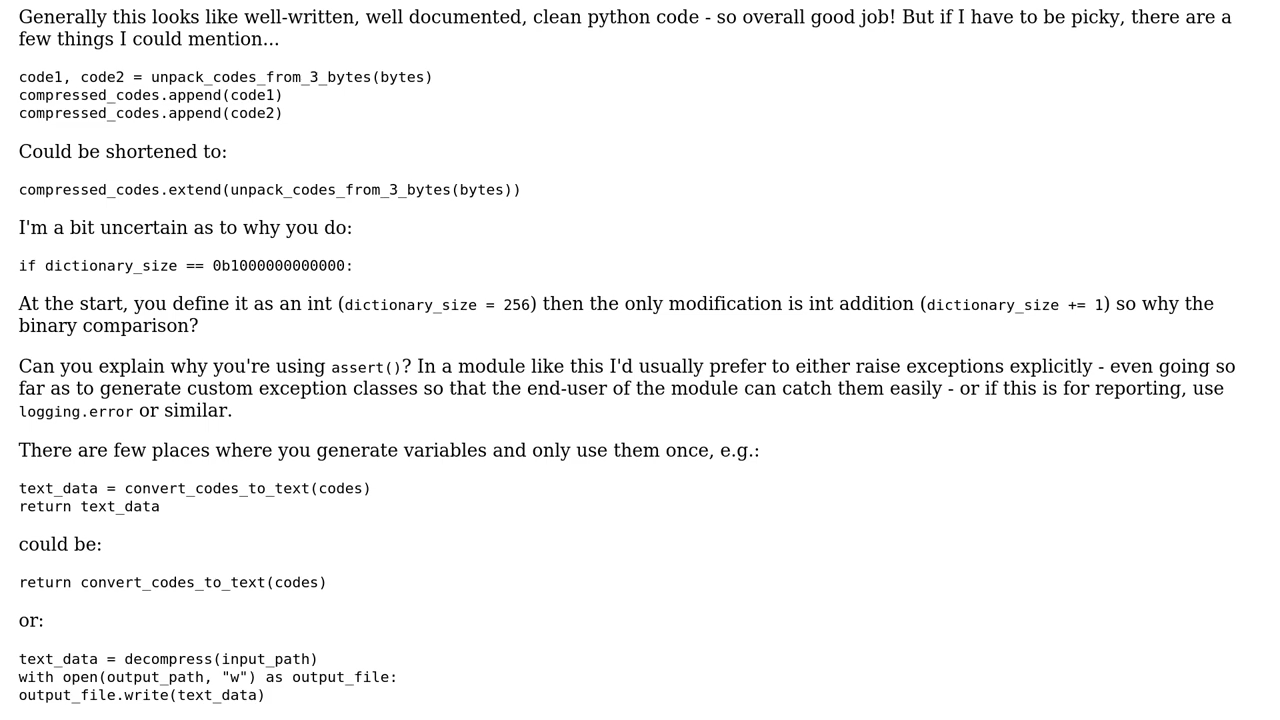 Generally this looks like well-written, well documented, clean python code - so overall good job! But if I have to be picky, there are a
few things I could mention...
code1, code2 = unpack_codes_from_3_bytes(bytes)
compressed_codes.append(code1)
compressed_codes.append(code2)
Could be shortened to:
compressed_codes.extend(unpack_codes_from_3_bytes(bytes))
I'm a bit uncertain as to why you do:
if dictionary_size == 0b1000000000000:
At the start, you define it as an int (dictionary_size = 256) then the only modification is int addition (dictionary_size += 1) so why the
binary comparison?
Can you explain why you're using assert()? In a module like this I'd usually prefer to either raise exceptions explicitly - even going so
far as to generate custom exception classes so that the end-user of the module can catch them easily - or if this is for reporting, use
logging.error or similar.
There are few places where you generate variables and only use them once, e.g.:
text_data = convert_codes_to_text(codes)
return text_data
could be:
return convert_codes_to_text(codes)
or:
text_data = decompress(input_path)
with open(output_path, "w") as output_file:
output_file.write(text_data)